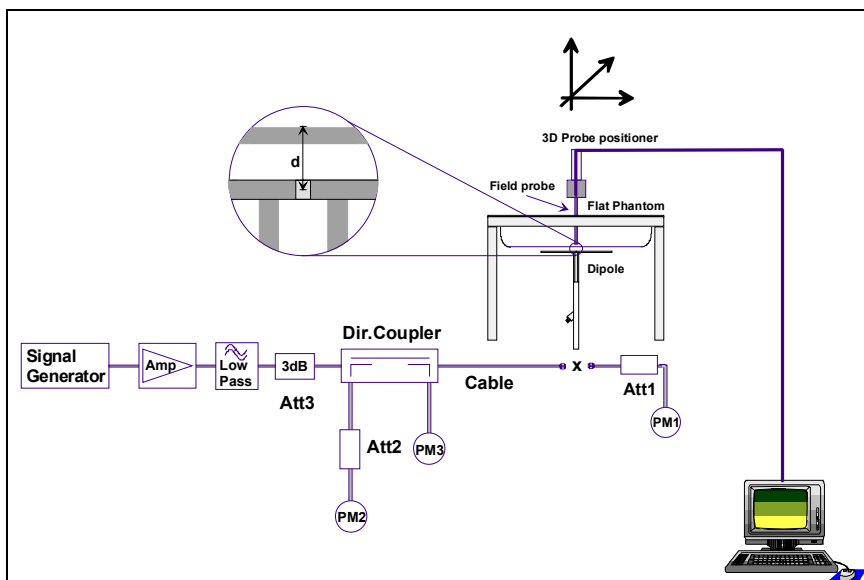 3D Probe positioner
d
Field probe
Flat Phantom
Dipole
Dir.Coupler
Signal
Generator
Amp
Low
Pass
3dB
Att3
Cable
x
Att1
PM1
Att2
PM3
PM2